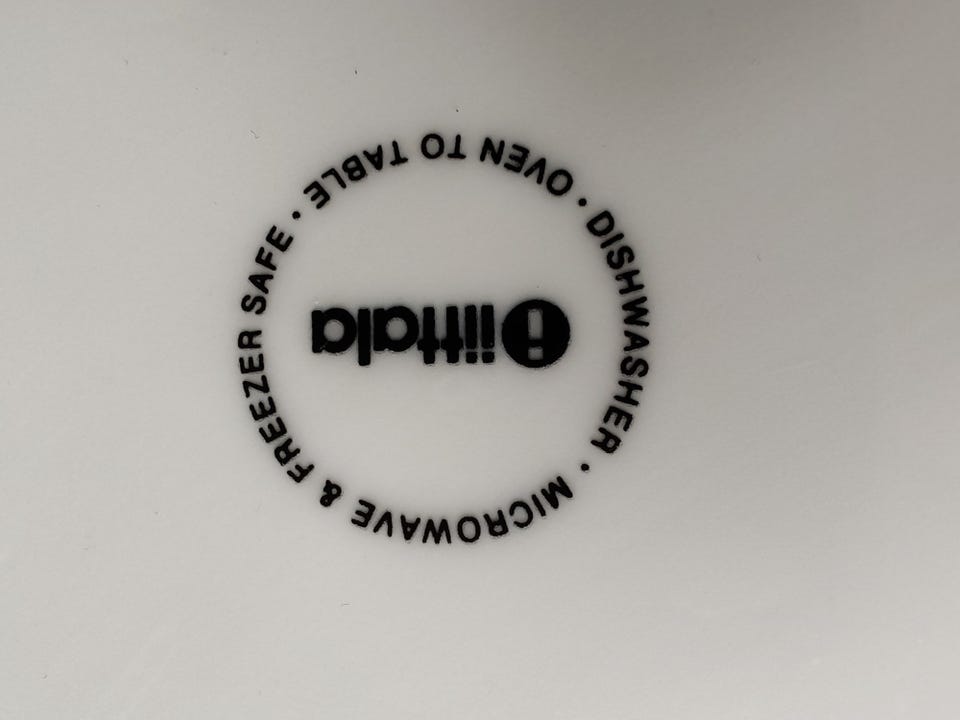 iittala
OVEN TO TABLE · DISHWASHER · MICROWAVE & FREEZER SAFE ·